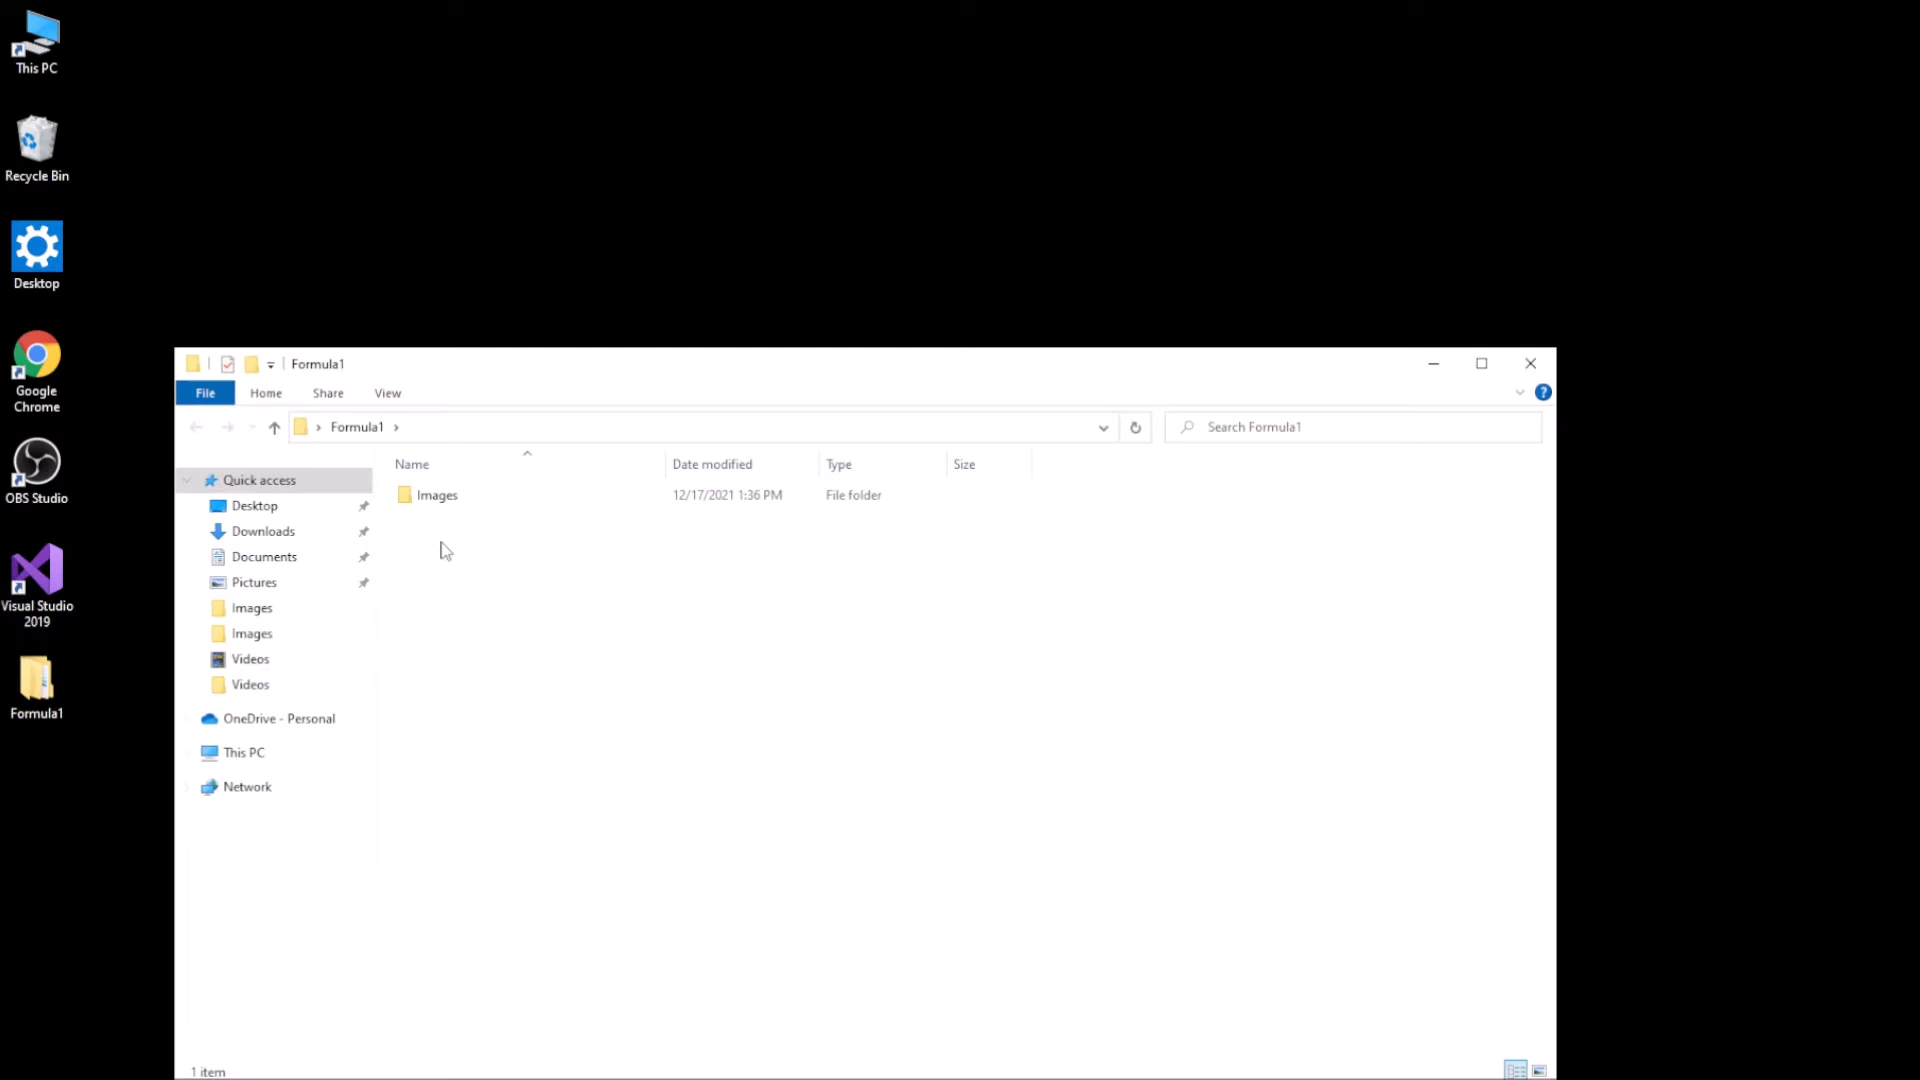 This PC
Recycle Bin
Desktop
Google
Chrome
OBS Studio
Visual Studio
2019
Formula1
Formula1
File Home Share View
Formula1
Search Formula1
Name Date modified Type Size
Images 12/17/2021 1:36 PM File folder
Quick access
Desktop
Downloads
Documents
Pictures
Images
Images
Videos
Videos
OneDrive - Personal
This PC
Network
1 item